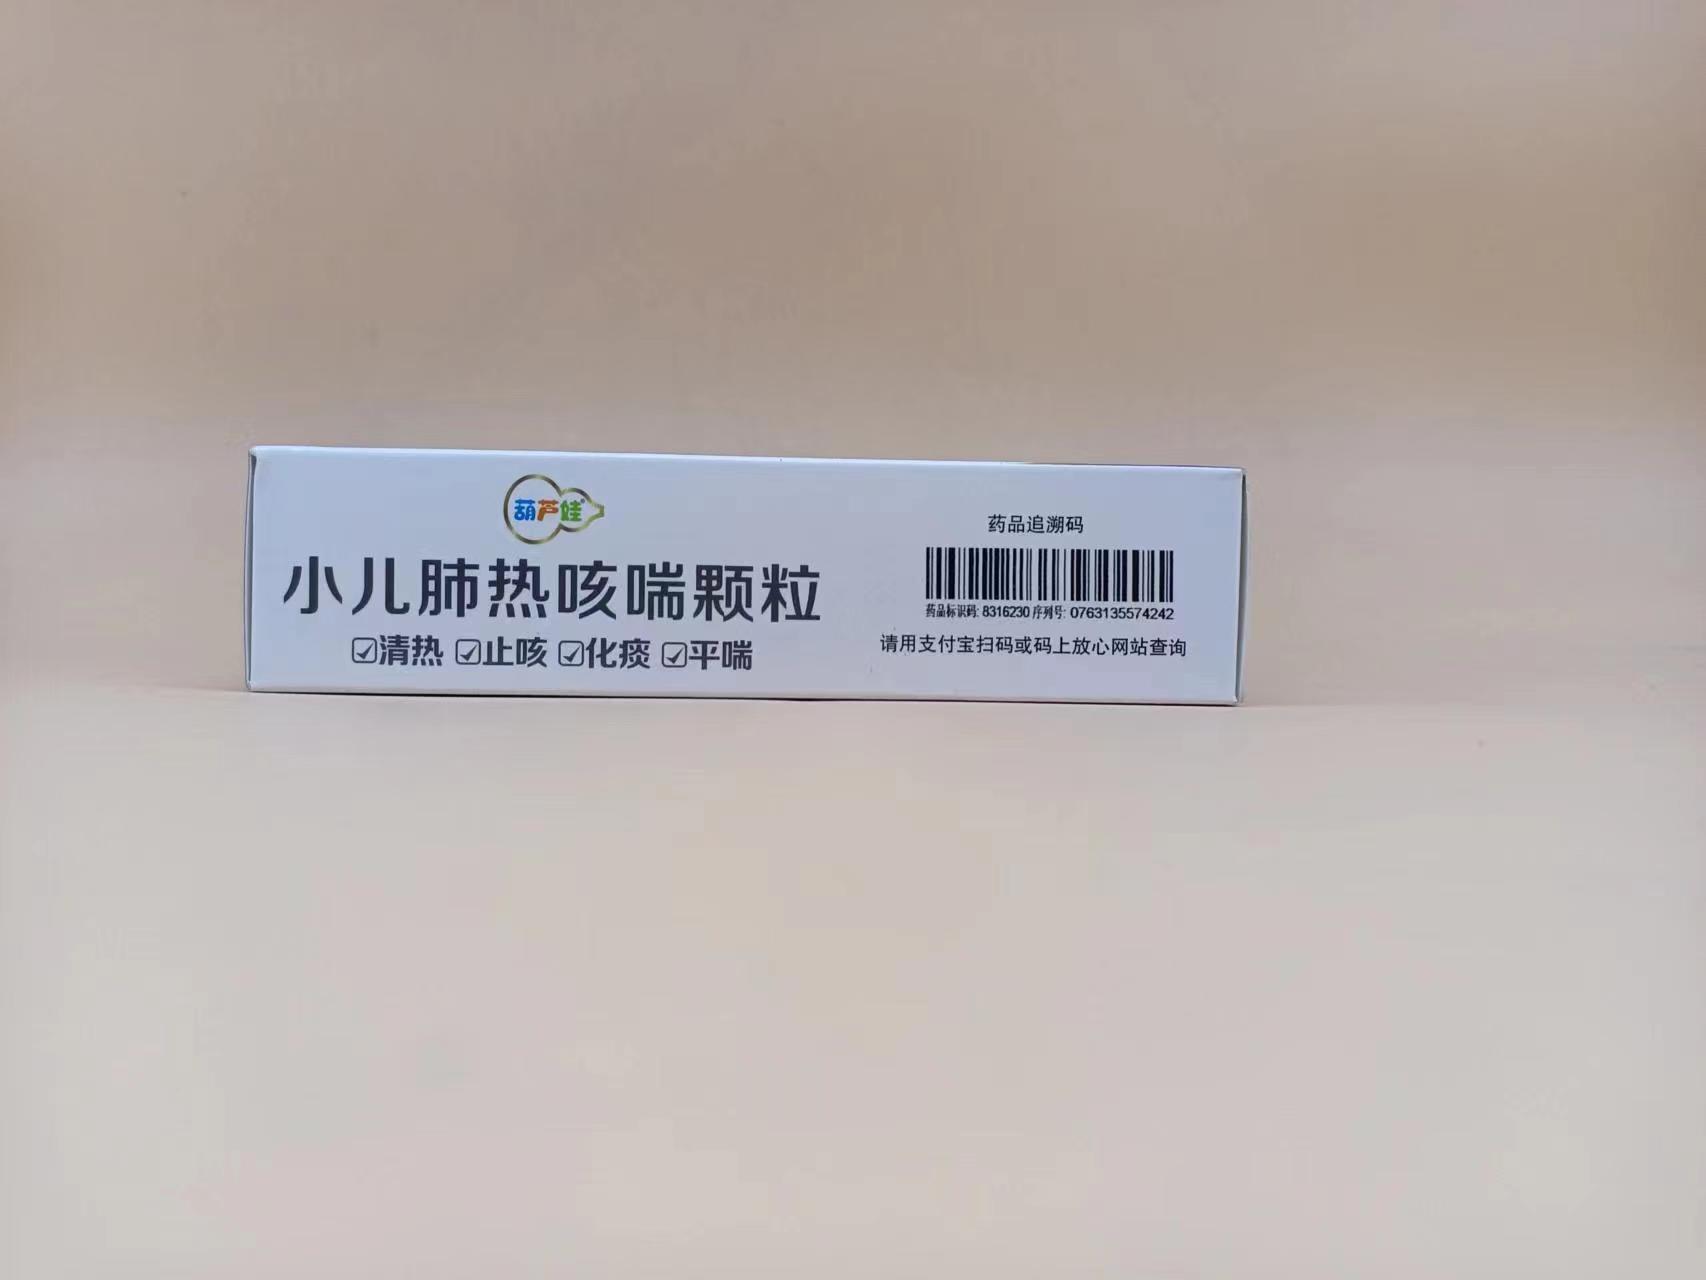 葫芦娃®
小儿肺热咳喘颗粒
☑清热 ☑止咳 ☑化痰 ☑平喘
药品追溯码
药品标识码: 8316230 序列号: 0763135574242
请用支付宝扫码或码上放心网站查询